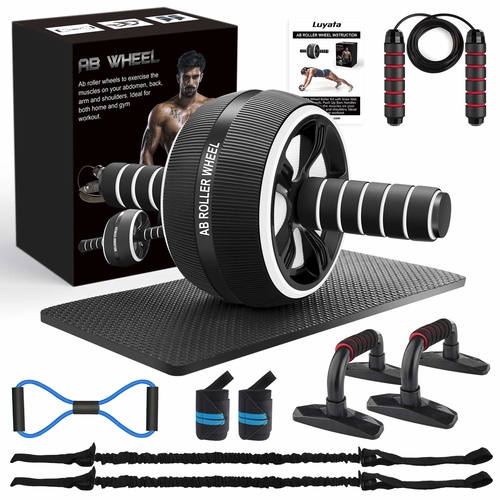 AB WHEEL
Ab roller wheels to exercise the
muscles on your abdomen, back,
arm and shoulders. Ideal for
both home and gym
workout.
Luyata
AB ROLLER WHEEL INSTRUCTION
AB ROLLER WHEEL